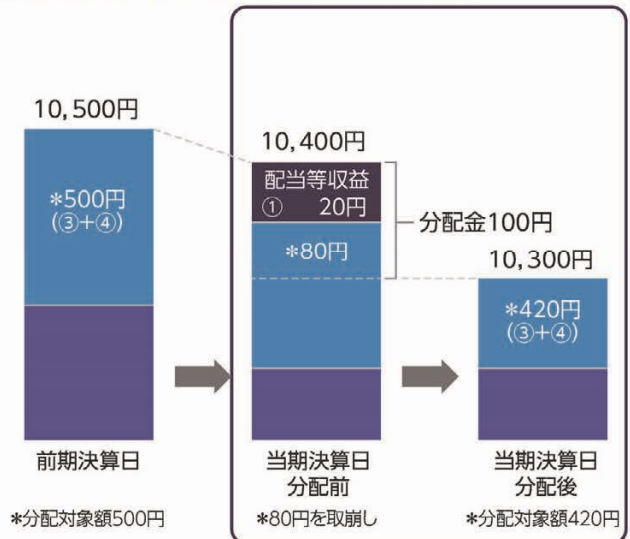 10,500円
*500円
(③+④)
前期決算日
*分配対象額500円
10,400円
配当等収益
① 20円
*80円
分配金100円
当期決算日
分配前
*80円を取崩し
10,300円
*420円
(③+④)
当期決算日
分配後
*分配対象額420円